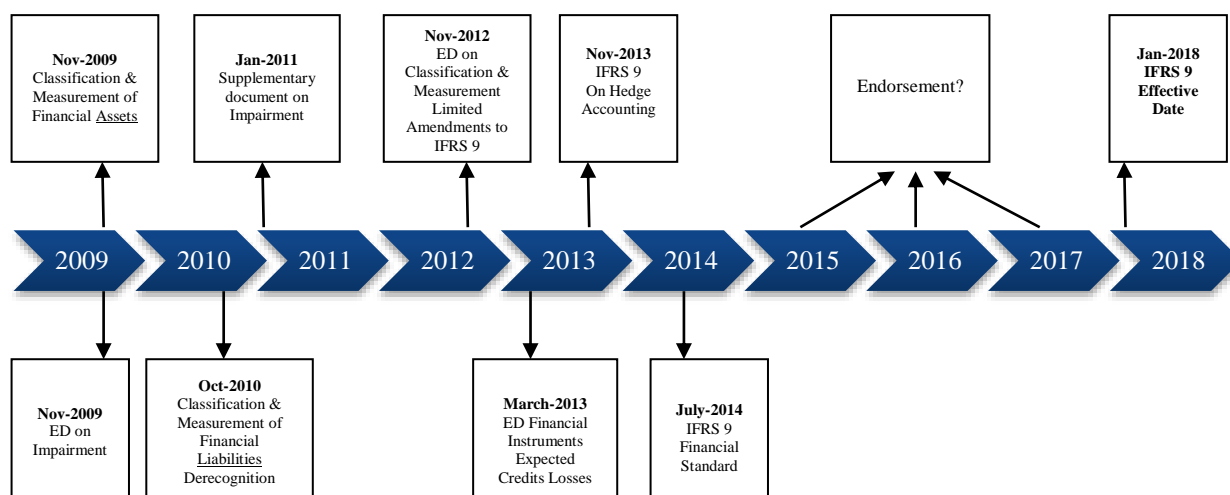 Nov-2009
Classification &
Measurement of
Financial Assets
Jan-2011
Supplementary
document on
Impairment
Nov-2012
ED on
Classification &
Measurement
Limited
Amendments to
IFRS 9
Nov-2013
IFRS 9
On Hedge
Accounting
Endorsement?
Jan-2018
IFRS 9
Effective
Date
2009
2010
2011
2012
2013
2014
2015
2016
2017
2018
Nov-2009
ED on
Impairment
Oct-2010
Classification &
Measurement of
Financial
Liabilities
Derecognition
March-2013
ED Financial
Instruments
Expected
Credits Losses
July-2014
IFRS 9
Financial
Standard